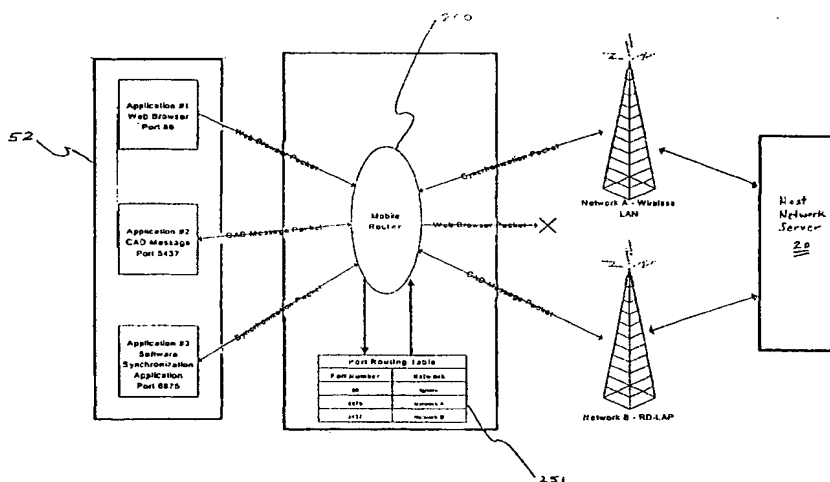 52
Application #1
Web Browser
Port 80
Application #2
CAD Message
Port 5437
Application #3
Software
Synchronization
Application
Port 6875
Web Browser Packet
CAD Message Packet
Synchronization Packet
200
Mobile
Router
Synchronization Packet
Web Browser Packet
CAD Message Packet
Port Routing Table
Port Number Network
80 Ignore
6875 Network A
5437 Network B
251
Network A - Wireless
LAN
Network B - RD-LAP
Host
Network
Server
20